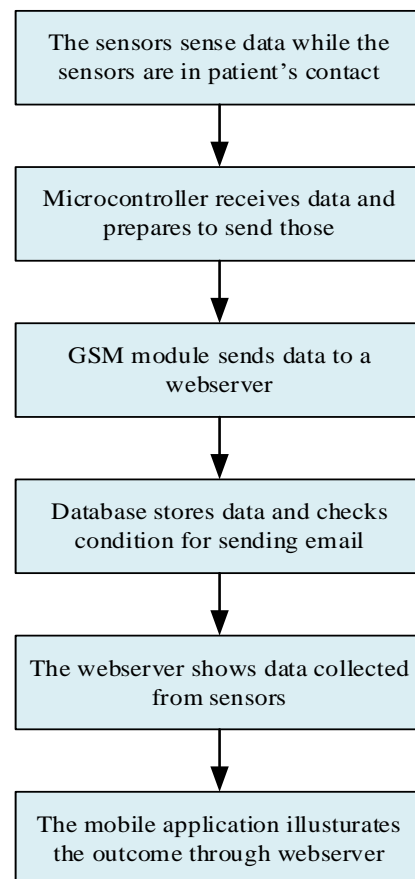 The sensors sense data while the
sensors are in patient's contact
Microcontroller receives data and
prepares to send those
GSM module sends data to a
webserver
Database stores data and checks
condition for sending email
The webserver shows data collected
from sensors
The mobile application illusturates
the outcome through webserver